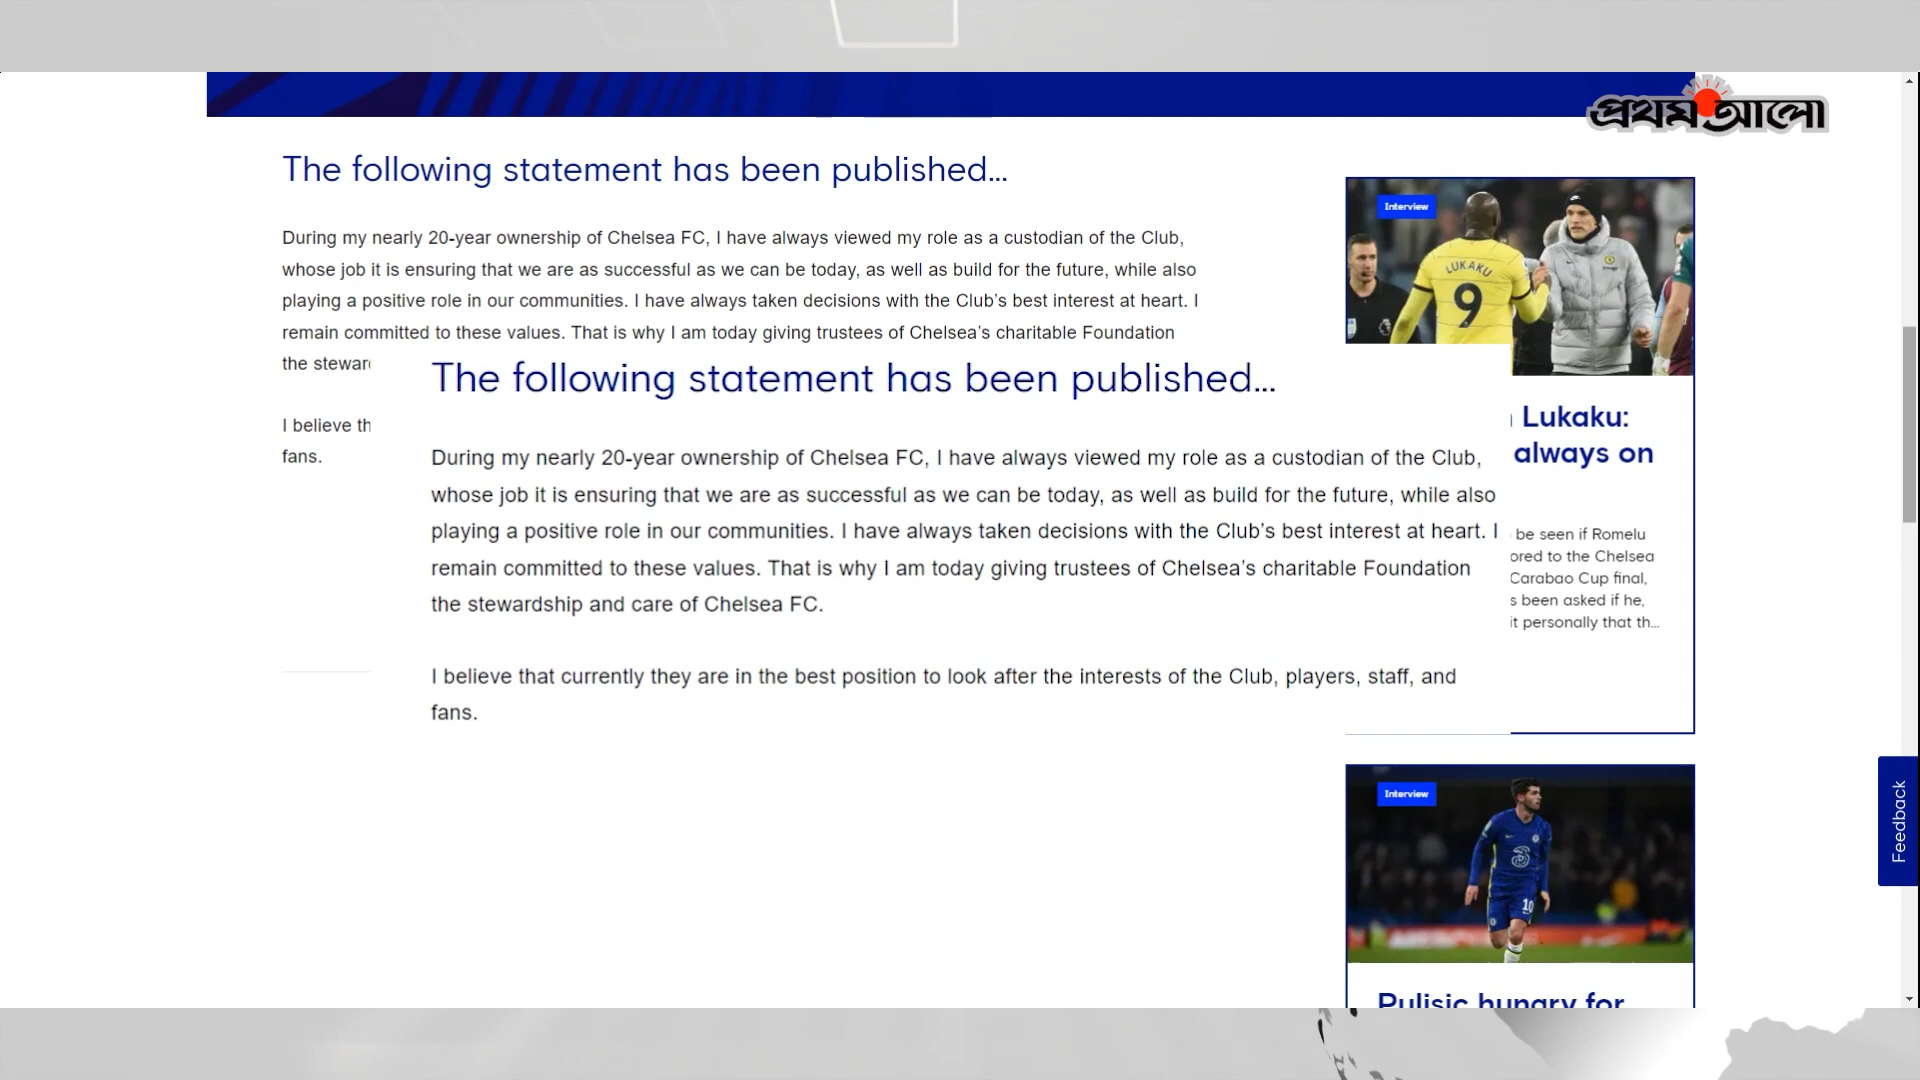 প্রথম আলো
The following statement has been published...
During my nearly 20-year ownership of Chelsea FC, I have always viewed my role as a custodian of the Club,
whose job it is ensuring that we are as successful as we can be today, as well as build for the future, while also
playing a positive role in our communities. I have always taken decisions with the Club’s best interest at heart. I
remain committed to these values. That is why I am today giving trustees of Chelsea’s charitable Foundation
the steward
I believe th
fans.
The following statement has been published...
During my nearly 20-year ownership of Chelsea FC, I have always viewed my role as a custodian of the Club,
whose job it is ensuring that we are as successful as we can be today, as well as build for the future, while also
playing a positive role in our communities. I have always taken decisions with the Club’s best interest at heart. I
remain committed to these values. That is why I am today giving trustees of Chelsea’s charitable Foundation
the stewardship and care of Chelsea FC.
I believe that currently they are in the best position to look after the interests of the Club, players, staff, and
fans.
Interview
LUKAKU
9
Lukaku:
always on
be seen if Romelu
ored to the Chelsea
Carabao Cup final,
s been asked if he,
it personally that th...
Interview
3
10
Pulisic hungry for
Feedback